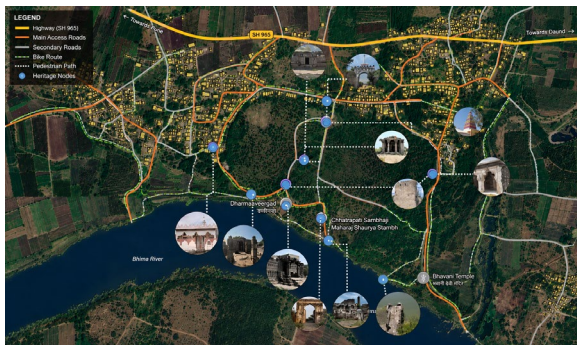 LEGEND
Highway (SH 965)
Main Access Roads
Secondary Roads
Bike Route
Pedestrian Path
Heritage Nodes
Towards Pune
SH 965
Towards Daund
Dharmaveergad
Chhatrapati Sambhaji
Maharaj Shaurya Stambh
Bhima River
Bhavani Temple